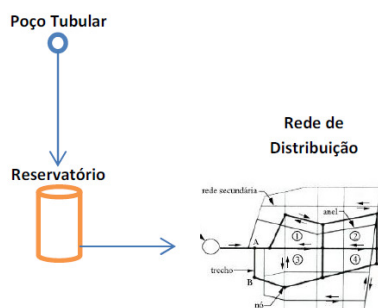 Poço Tubular
Rede de
Distribuição
Reservatório
rede secundária
anel
1
2
A
3
4
trecho
B
nó